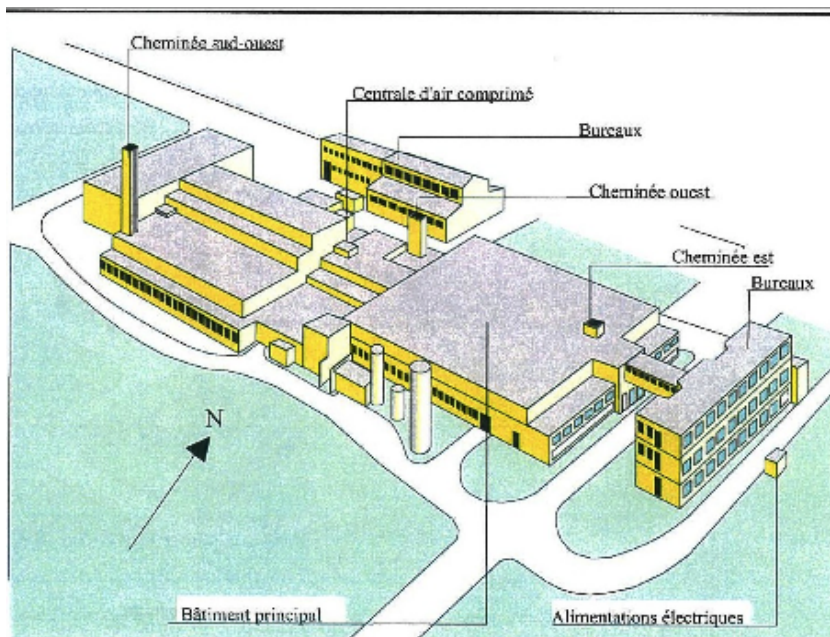 Cheminée sud-ouest
Centrale d'air comprimé
Bureaux
Cheminée ouest
Cheminée est
Bureaux
N
Bâtiment principal
Alimentations électriques